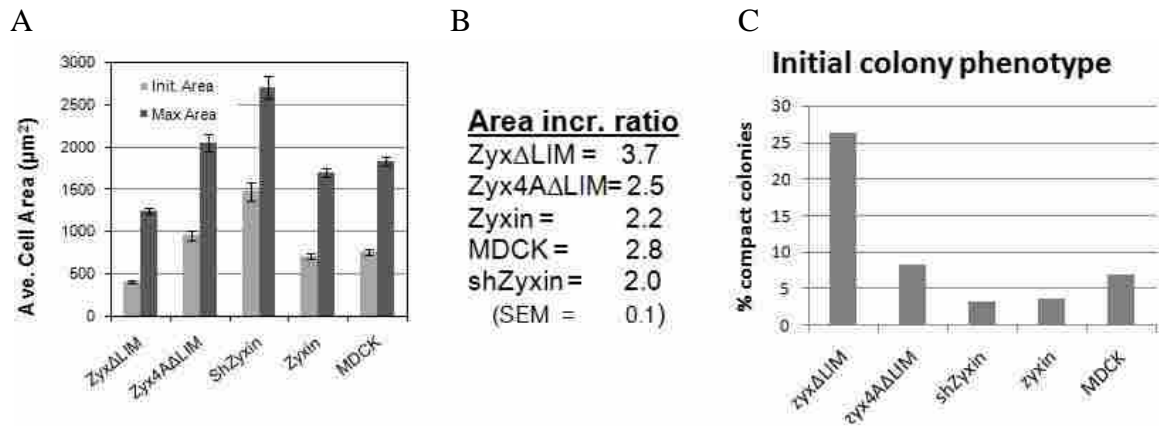 A
B
C
3000
2500
2000
1500
1000
500
0
Ave. Cell Area (µm²)
Init. Area
Max Area
ZyxΔLIM
Zyx4AΔLIM
ShZyxin
Zyxin
MDCK
Area incr. ratio
ZyxΔLIM = 3.7
Zyx4AΔLIM= 2.5
Zyxin = 2.2
MDCK = 2.8
shZyxin = 2.0
(SEM = 0.1)
Initial colony phenotype
30
25
20
15
10
5
0
% compact colonies
zyxΔLIM
zyx4AΔLIM
shZyxin
zyxin
MDCK